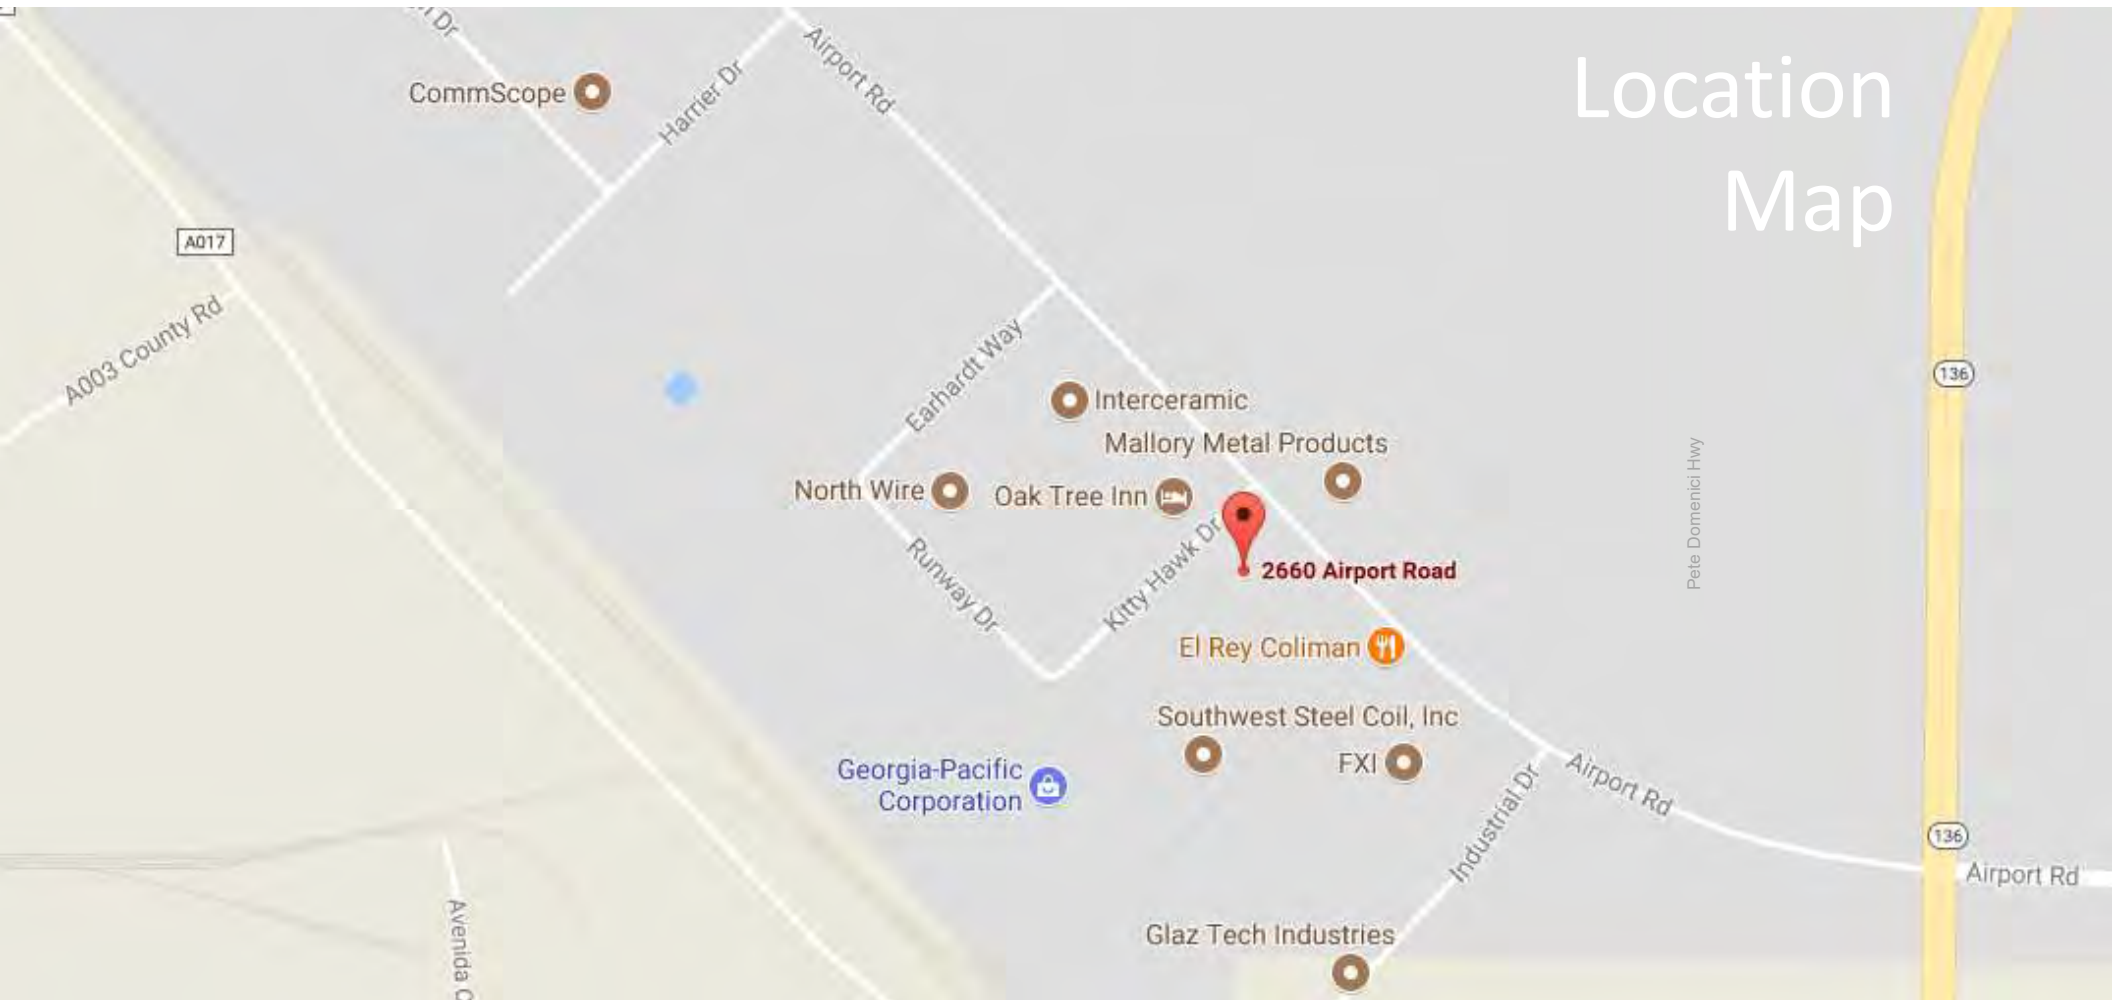 Location
Map
Airport Rd
CommScope
Harrier Dr
A017
A003 County Rd
Earhardt Way
136
Interceramic
Mallory Metal Products
North Wire
Oak Tree Inn
Pete Domenici Hwy
Runway Dr
Kitty Hawk Dr
2660 Airport Road
El Rey Coliman
Southwest Steel Coil, Inc
FXI
Georgia-Pacific
Corporation
Industrial Dr
Airport Rd
136
Airport Rd
Avenida
Glaz Tech Industries